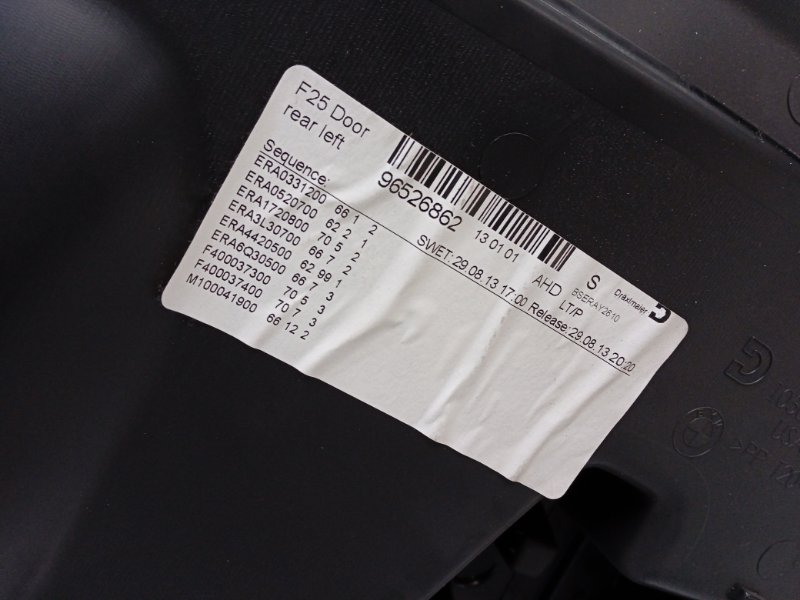 F25 Door
rear left
96526862
13 01 01
AHD
S
LT/P
BSERAY2610
Dräxlmaier
SWET: 29.08.13 17:00 Release: 29.08.13 20:20
Sequence:
ERA0331200 66 1 2
ERA0520700 62 2 1
ERA1720800 70 5 2
ERA3L30700 66 7 2
ERA4420500 62 99 1
ERA6Q30500 66 7 3
F400037300 70 5 3
F400037400 70 7 3
M100041900 66 12 2